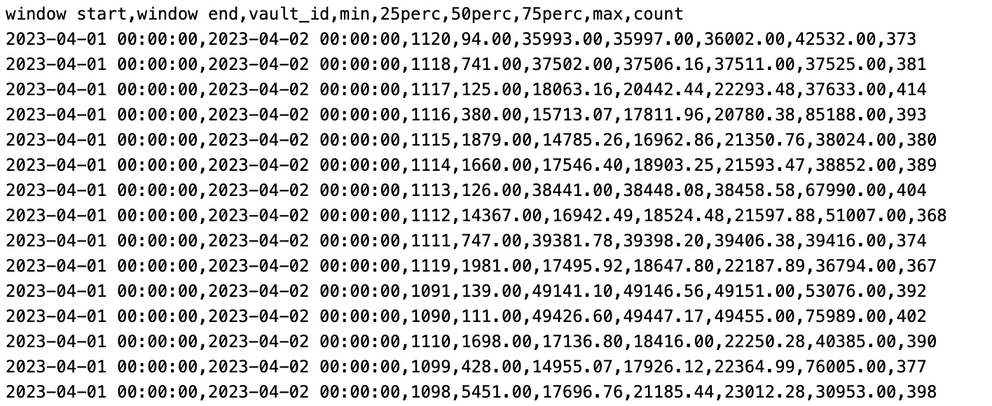 window start,window end,vault_id,min,25perc,50perc,75perc,max,count
2023-04-01 00:00:00,2023-04-02 00:00:00,1120,94.00,35993.00,35997.00,36002.00,42532.00,373
2023-04-01 00:00:00,2023-04-02 00:00:00,1118,741.00,37502.00,37506.16,37511.00,37525.00,381
2023-04-01 00:00:00,2023-04-02 00:00:00,1117,125.00,18063.16,20442.44,22293.48,37633.00,414
2023-04-01 00:00:00,2023-04-02 00:00:00,1116,380.00,15713.07,17811.96,20780.38,85188.00,393
2023-04-01 00:00:00,2023-04-02 00:00:00,1115,1879.00,14785.26,16962.86,21350.76,38024.00,380
2023-04-01 00:00:00,2023-04-02 00:00:00,1114,1660.00,17546.40,18903.25,21593.47,38852.00,389
2023-04-01 00:00:00,2023-04-02 00:00:00,1113,126.00,38441.00,38448.08,38458.58,67990.00,404
2023-04-01 00:00:00,2023-04-02 00:00:00,1112,14367.00,16942.49,18524.48,21597.88,51007.00,368
2023-04-01 00:00:00,2023-04-02 00:00:00,1111,747.00,39381.78,39398.20,39406.38,39416.00,374
2023-04-01 00:00:00,2023-04-02 00:00:00,1119,1981.00,17495.92,18647.80,22187.89,36794.00,367
2023-04-01 00:00:00,2023-04-02 00:00:00,1091,139.00,49141.10,49146.56,49151.00,53076.00,392
2023-04-01 00:00:00,2023-04-02 00:00:00,1090,111.00,49426.60,49447.17,49455.00,75989.00,402
2023-04-01 00:00:00,2023-04-02 00:00:00,1110,1698.00,17136.80,18416.00,22250.28,40385.00,390
2023-04-01 00:00:00,2023-04-02 00:00:00,1099,428.00,14955.07,17926.12,22364.99,76005.00,377
2023-04-01 00:00:00,2023-04-02 00:00:00,1098,5451.00,17696.76,21185.44,23012.28,30953.00,398